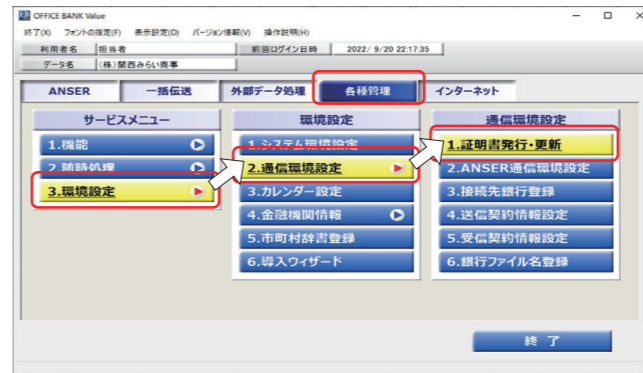 OFFICE BANK Value
終了(X) フォントの指定(F) 表示設定(D) バージョン情報(V) 操作説明(H)
利用者名 担当者 前回ログイン日時 2022/ 9/20 22:17:35
データ名 (株)関西みらい商事
ANSER 一括伝送 外部データ処理 各種管理 インターネット
サービスメニュー 環境設定 通信環境設定
1.機能 1.システム環境設定 1.証明書発行・更新
2.随時処理 2.通信環境設定 2.ANSER通信環境設定
3.環境設定 3.カレンダー設定 3.接続先銀行登録
4.金融機関情報 4.送信契約情報設定
5.市町村辞書登録 5.受信契約情報設定
6.導入ウィザード 6.銀行ファイル名登録
終 了